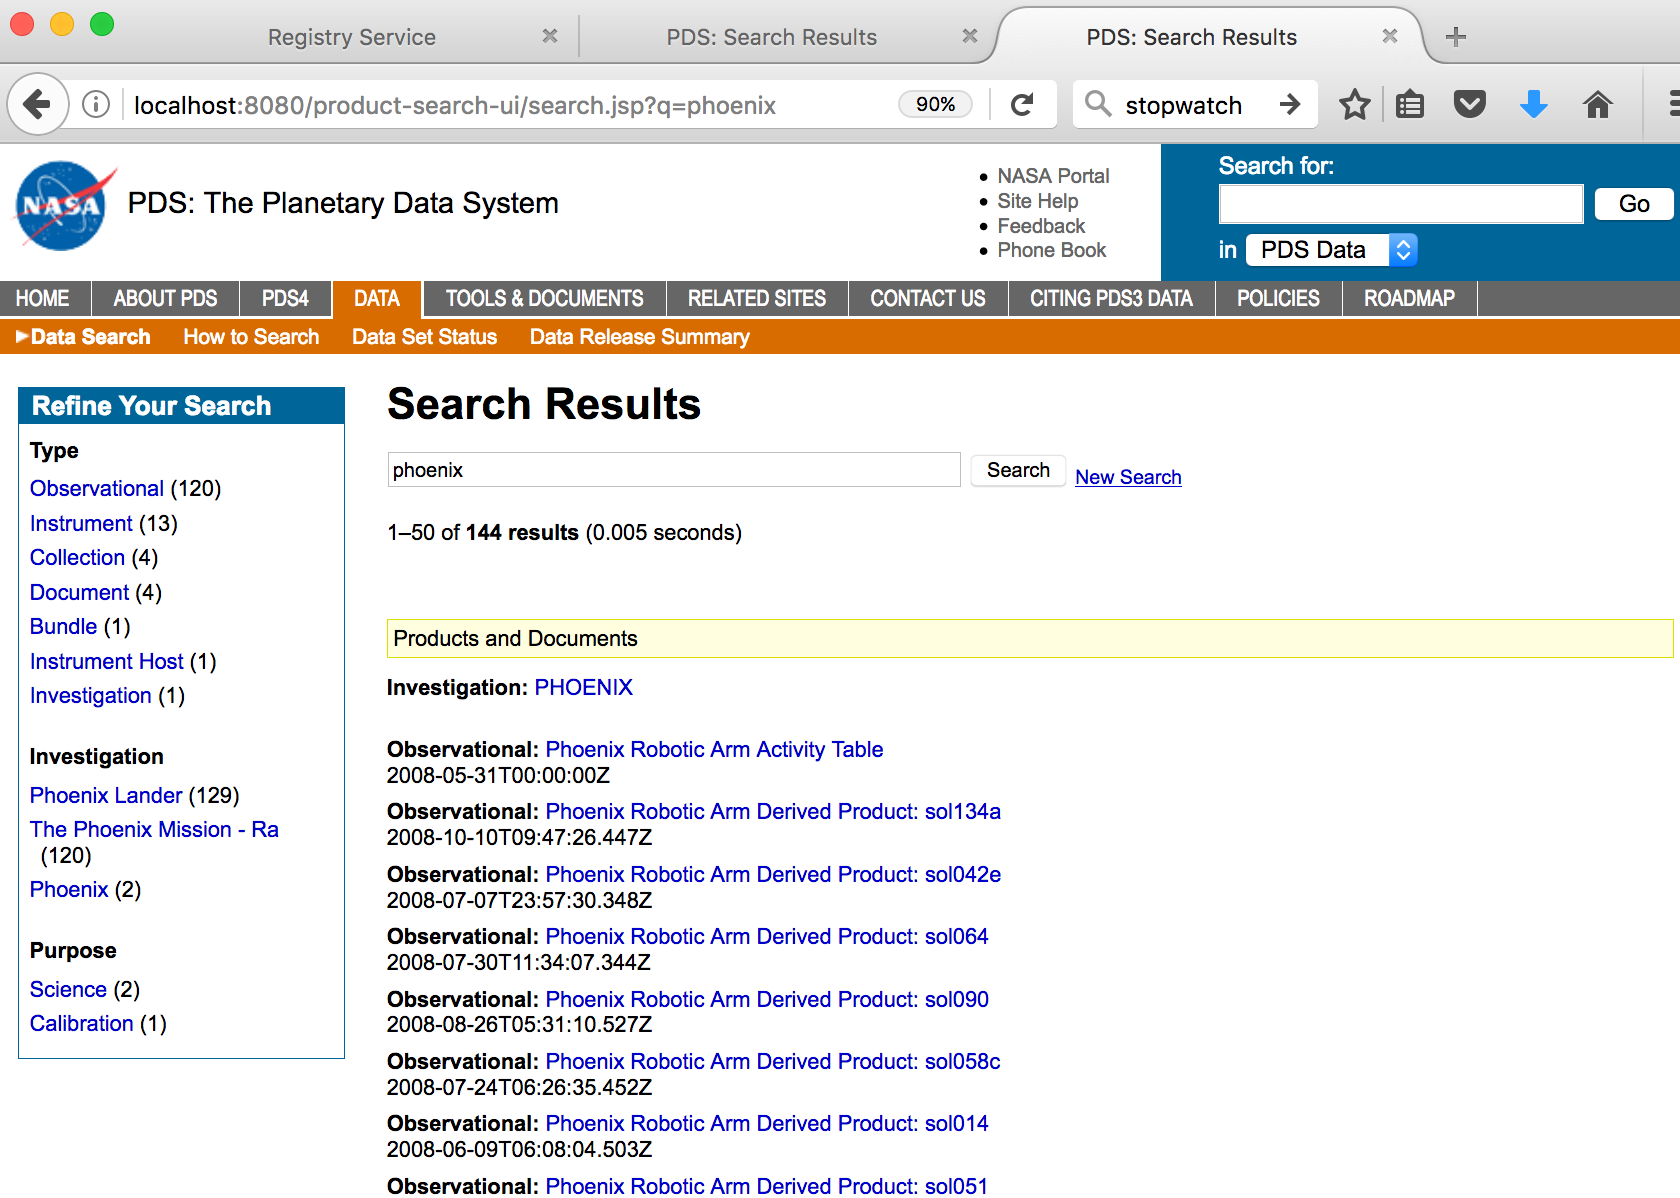 Registry Service
PDS: Search Results
PDS: Search Results
localhost:8080/product-search-ui/search.jsp?q=phoenix
90%
stopwatch
NASA
PDS: The Planetary Data System
NASA Portal
Site Help
Feedback
Phone Book
Search for:
Go
in PDS Data
HOME ABOUT PDS PDS4 DATA TOOLS & DOCUMENTS RELATED SITES CONTACT US CITING PDS3 DATA POLICIES ROADMAP
Data Search How to Search Data Set Status Data Release Summary
Refine Your Search
Type
Observational (120)
Instrument (13)
Collection (4)
Document (4)
Bundle (1)
Instrument Host (1)
Investigation (1)
Investigation
Phoenix Lander (129)
The Phoenix Mission - Ra
(120)
Phoenix (2)
Purpose
Science (2)
Calibration (1)
Search Results
phoenix
Search
New Search
1–50 of 144 results (0.005 seconds)
Products and Documents
Investigation: PHOENIX
Observational: Phoenix Robotic Arm Activity Table
2008-05-31T00:00:00Z
Observational: Phoenix Robotic Arm Derived Product: sol134a
2008-10-10T09:47:26.447Z
Observational: Phoenix Robotic Arm Derived Product: sol042e
2008-07-07T23:57:30.348Z
Observational: Phoenix Robotic Arm Derived Product: sol064
2008-07-30T11:34:07.344Z
Observational: Phoenix Robotic Arm Derived Product: sol090
2008-08-26T05:31:10.527Z
Observational: Phoenix Robotic Arm Derived Product: sol058c
2008-07-24T06:26:35.452Z
Observational: Phoenix Robotic Arm Derived Product: sol014
2008-06-09T06:08:04.503Z
Observational: Phoenix Robotic Arm Derived Product: sol051